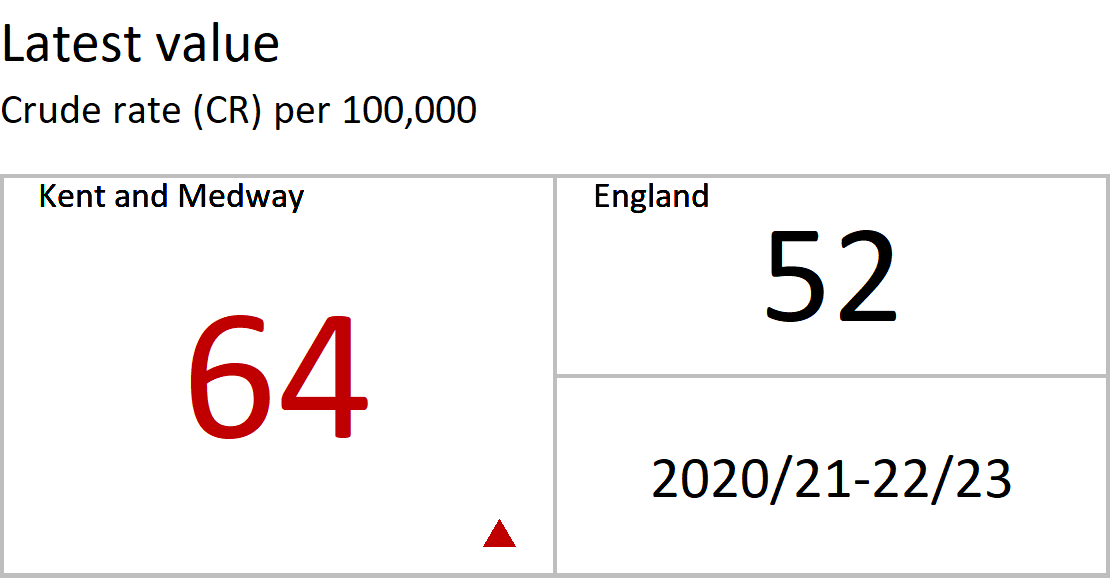 Latest value
Crude rate (CR) per 100,000
Kent and Medway
64
England
52
2020/21-22/23